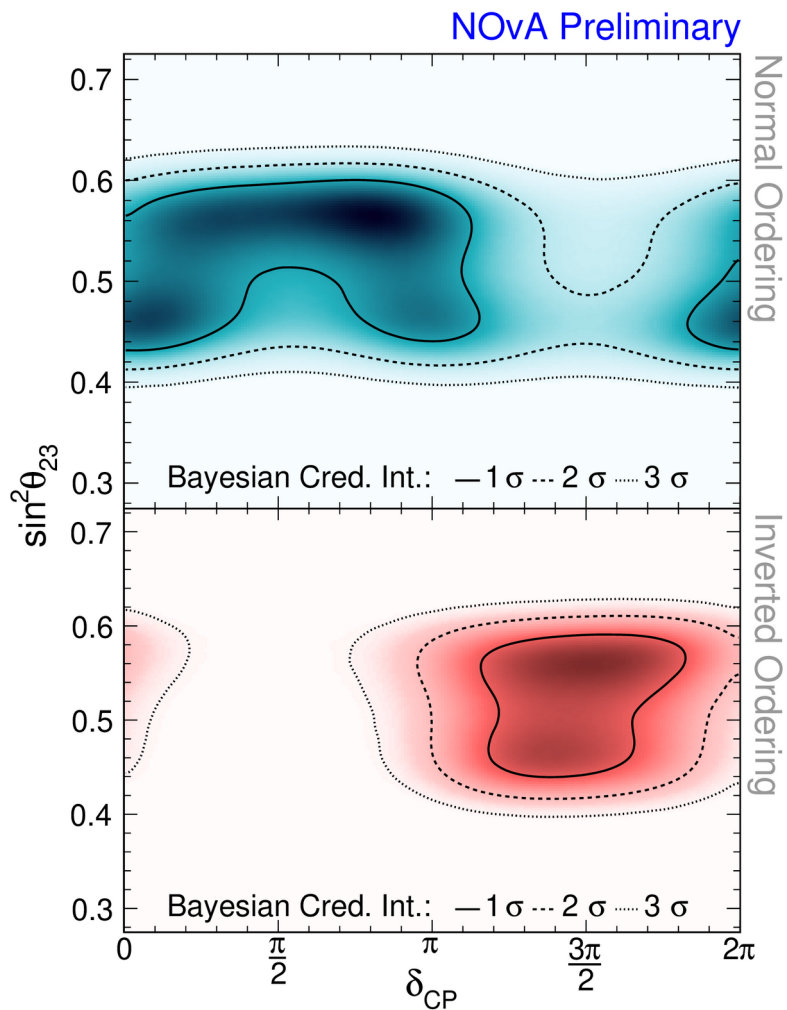 NOvA Preliminary
0.7
0.6
0.5
0.4
0.3
Bayesian Cred. Int.: 1 σ 2 σ 3 σ
Normal Ordering
sin²θ₂₃
0.7
0.6
0.5
0.4
0.3
Bayesian Cred. Int.: 1 σ 2 σ 3 σ
Inverted Ordering
0 π/2 π 3π/2 2π
δ_CP